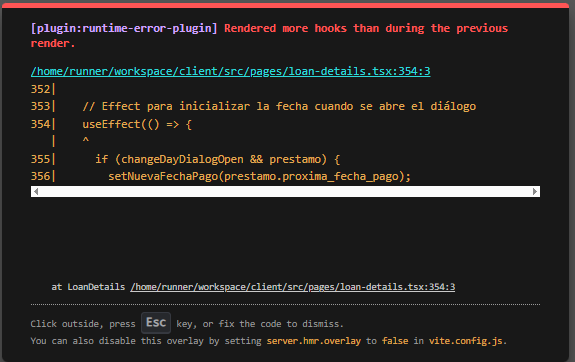 [plugin:runtime-error-plugin] Rendered more hooks than during the previous
render.
/home/runner/workspace/client/src/pages/loan-details.tsx:354:3
352|
353|    // Effect para inicializar la fecha cuando se abre el diálogo
354|    useEffect(() => {
   |    ^
355|      if (changeDayDialogOpen && prestamo) {
356|        setNuevaFechaPago(prestamo.proxima_fecha_pago);
at LoanDetails /home/runner/workspace/client/src/pages/loan-details.tsx:354:3
Click outside, press Esc key, or fix the code to dismiss.
You can also disable this overlay by setting server.hmr.overlay to false in vite.config.js.